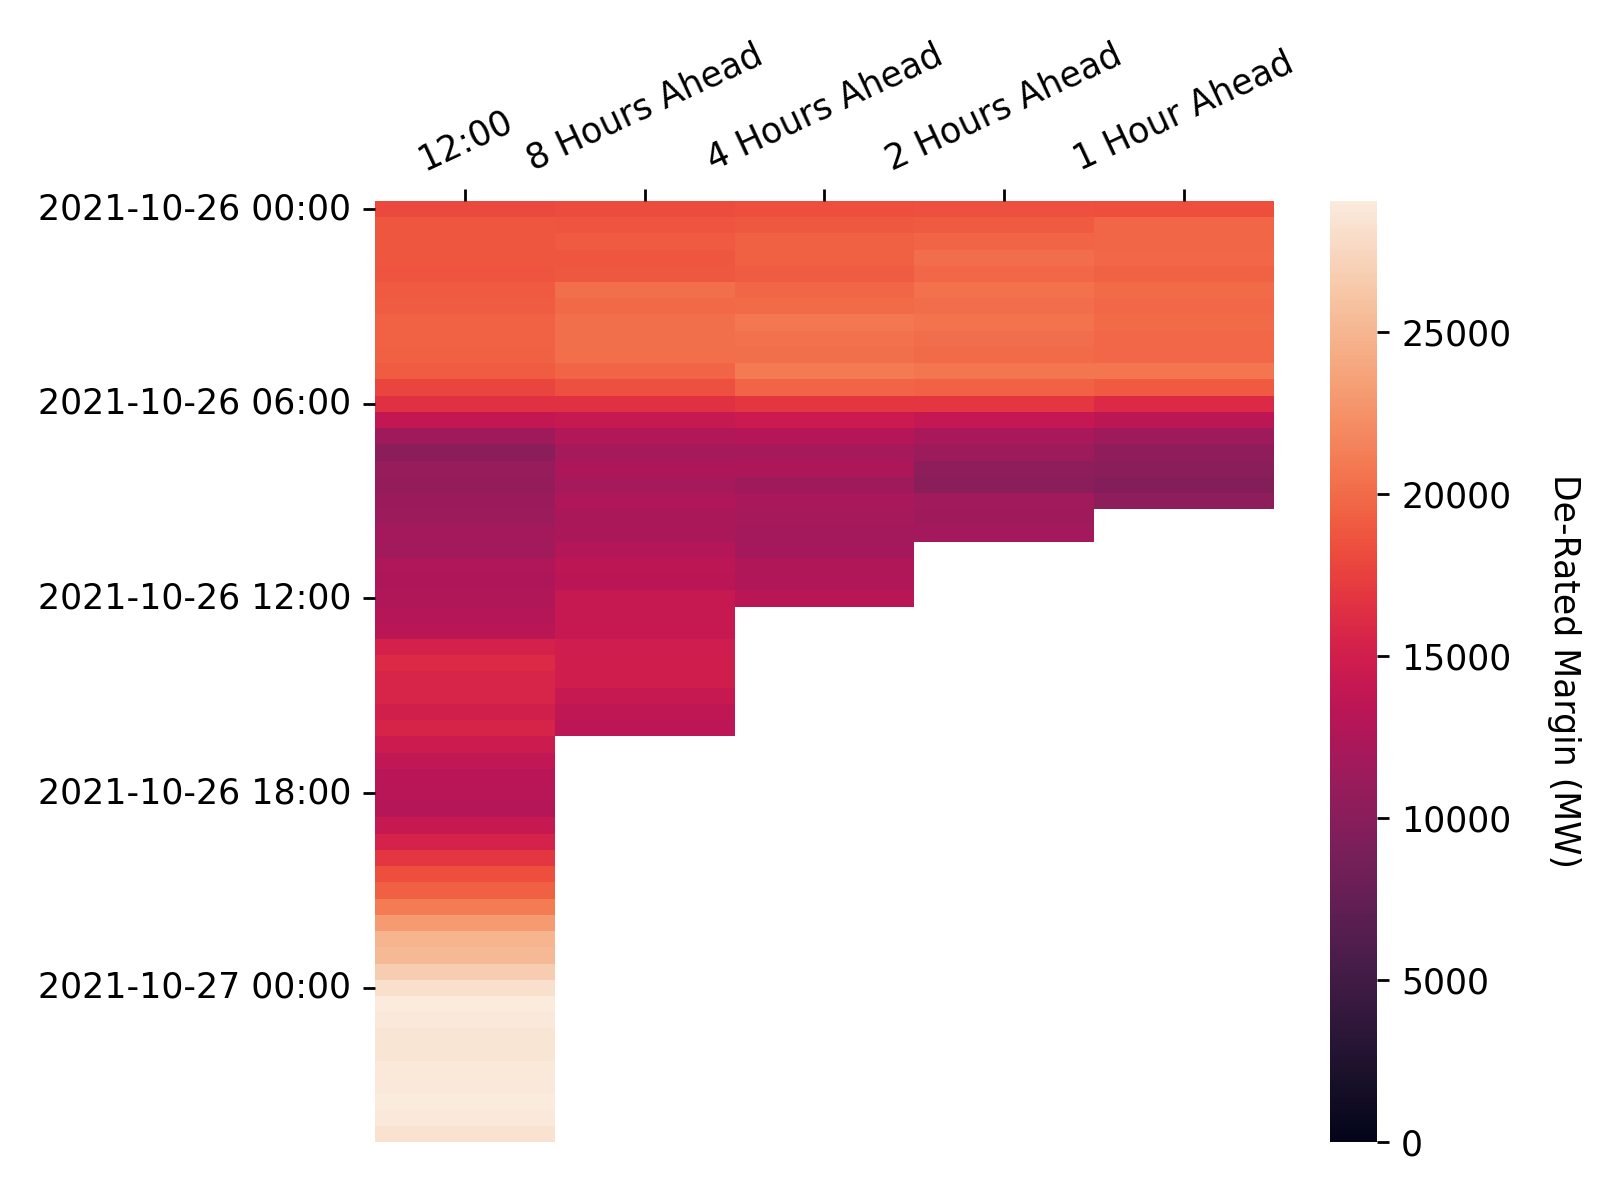 12:00
8 Hours Ahead
4 Hours Ahead
2 Hours Ahead
1 Hour Ahead
2021-10-26 00:00
2021-10-26 06:00
2021-10-26 12:00
2021-10-26 18:00
2021-10-27 00:00
25000
20000
15000
10000
5000
0
De-Rated Margin (MW)